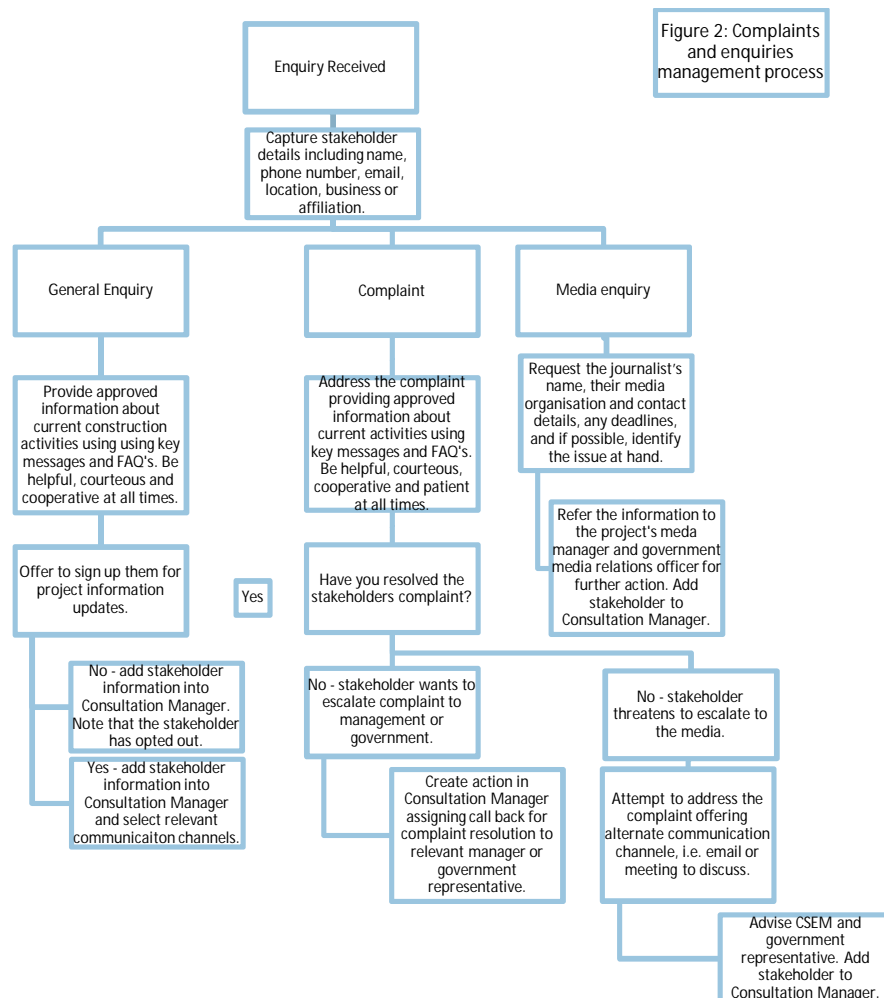 Figure 2: Complaints
and enquiries
management process
Enquiry Received
Capture stakeholder
details including name,
phone number, email,
location, business or
affiliation.
General Enquiry
Complaint
Media enquiry
Provide approved
information about
current construction
activities using using key
messages and FAQ's. Be
helpful, courteous and
cooperative at all times.
Address the complaint
providing approved
information about
current activities using
key messages and FAQ's.
Be helpful, courteous,
cooperative and patient
at all times.
Request the journalist's
name, their media
organisation and contact
details, any deadlines,
and if possible, identify
the issue at hand.
Refer the information to
the project's meda
manager and government
media relations officer for
further action. Add
stakeholder to
Consultation Manager.
Offer to sign up them for
project information
updates.
Yes
Have you resolved the
stakeholders complaint?
No - add stakeholder
information into
Consultation Manager.
Note that the stakeholder
has opted out.
Yes - add stakeholder
information into
Consultation Manager
and select relevant
communicaiton channels.
No - stakeholder wants to
escalate complaint to
management or
government.
No - stakeholder
threatens to escalate to
the media.
Create action in
Consultation Manager
assigning call back for
complaint resolution to
relevant manager or
government
representative.
Attempt to address the
complaint offering
alternate communication
channele, i.e. email or
meeting to discuss.
Advise CSEM and
government
representative. Add
stakeholder to
Consultation Manager.